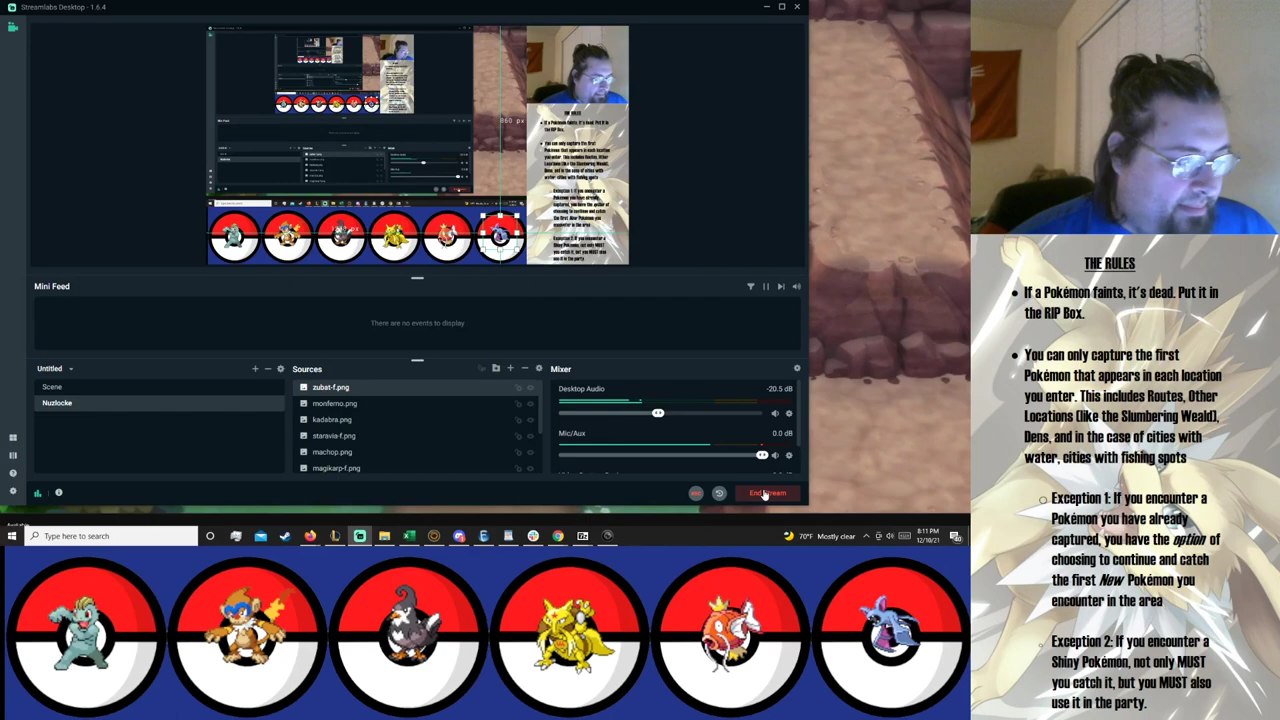 Streamlabs Desktop - 1.6.4
Mini Feed
There are no events to display
Untitled
Scene
Nuzlocke
Sources
zubat-f.png
monferno.png
kadabra.png
staravia-f.png
machop.png
magikarp-f.png
Mixer
Desktop Audio -20.5 dB
Mic/Aux 0.0 dB
REC
End Stream
Type here to search
70°F Mostly clear
8:11 PM
12/10/21
THE RULES
• If a Pokémon faints, it's dead. Put it in
the RIP Box.
• You can only capture the first
Pokémon that appears in each location
you enter. This includes Routes, Other
Locations (like the Slumbering Weald),
Dens, and in the case of cities with
water, cities with fishing spots
○ Exception 1: If you encounter a
Pokémon you have already
captured, you have the option of
choosing to continue and catch
the first New Pokémon you
encounter in the area
○ Exception 2: If you encounter a
Shiny Pokémon, not only MUST
you catch it, but you MUST also
use it in the party.